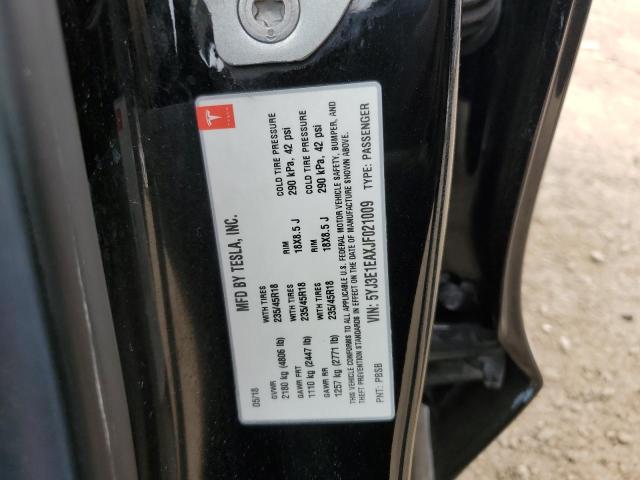 TESLA
MFD BY TESLA, INC.
05/18
GVWR WITH TIRES RIM COLD TIRE PRESSURE
2180 kg (4806 lb) 235/45R18 18X8.5 J 290 kPa, 42 psi
GAWR FRT WITH TIRES RIM COLD TIRE PRESSURE
1110 kg (2447 lb) 235/45R18 18X8.5 J 290 kPa, 42 psi
GAWR RR WITH TIRES
1257 kg (2771 lb) 235/45R18
THIS VEHICLE CONFORMS TO ALL APPLICABLE U.S. FEDERAL MOTOR VEHICLE SAFETY, BUMPER, AND
THEFT PREVENTION STANDARDS IN EFFECT ON THE DATE OF MANUFACTURE SHOWN ABOVE.
VIN: 5YJ3E1EAXJF021009 TYPE: PASSENGER
PNT: PBSB